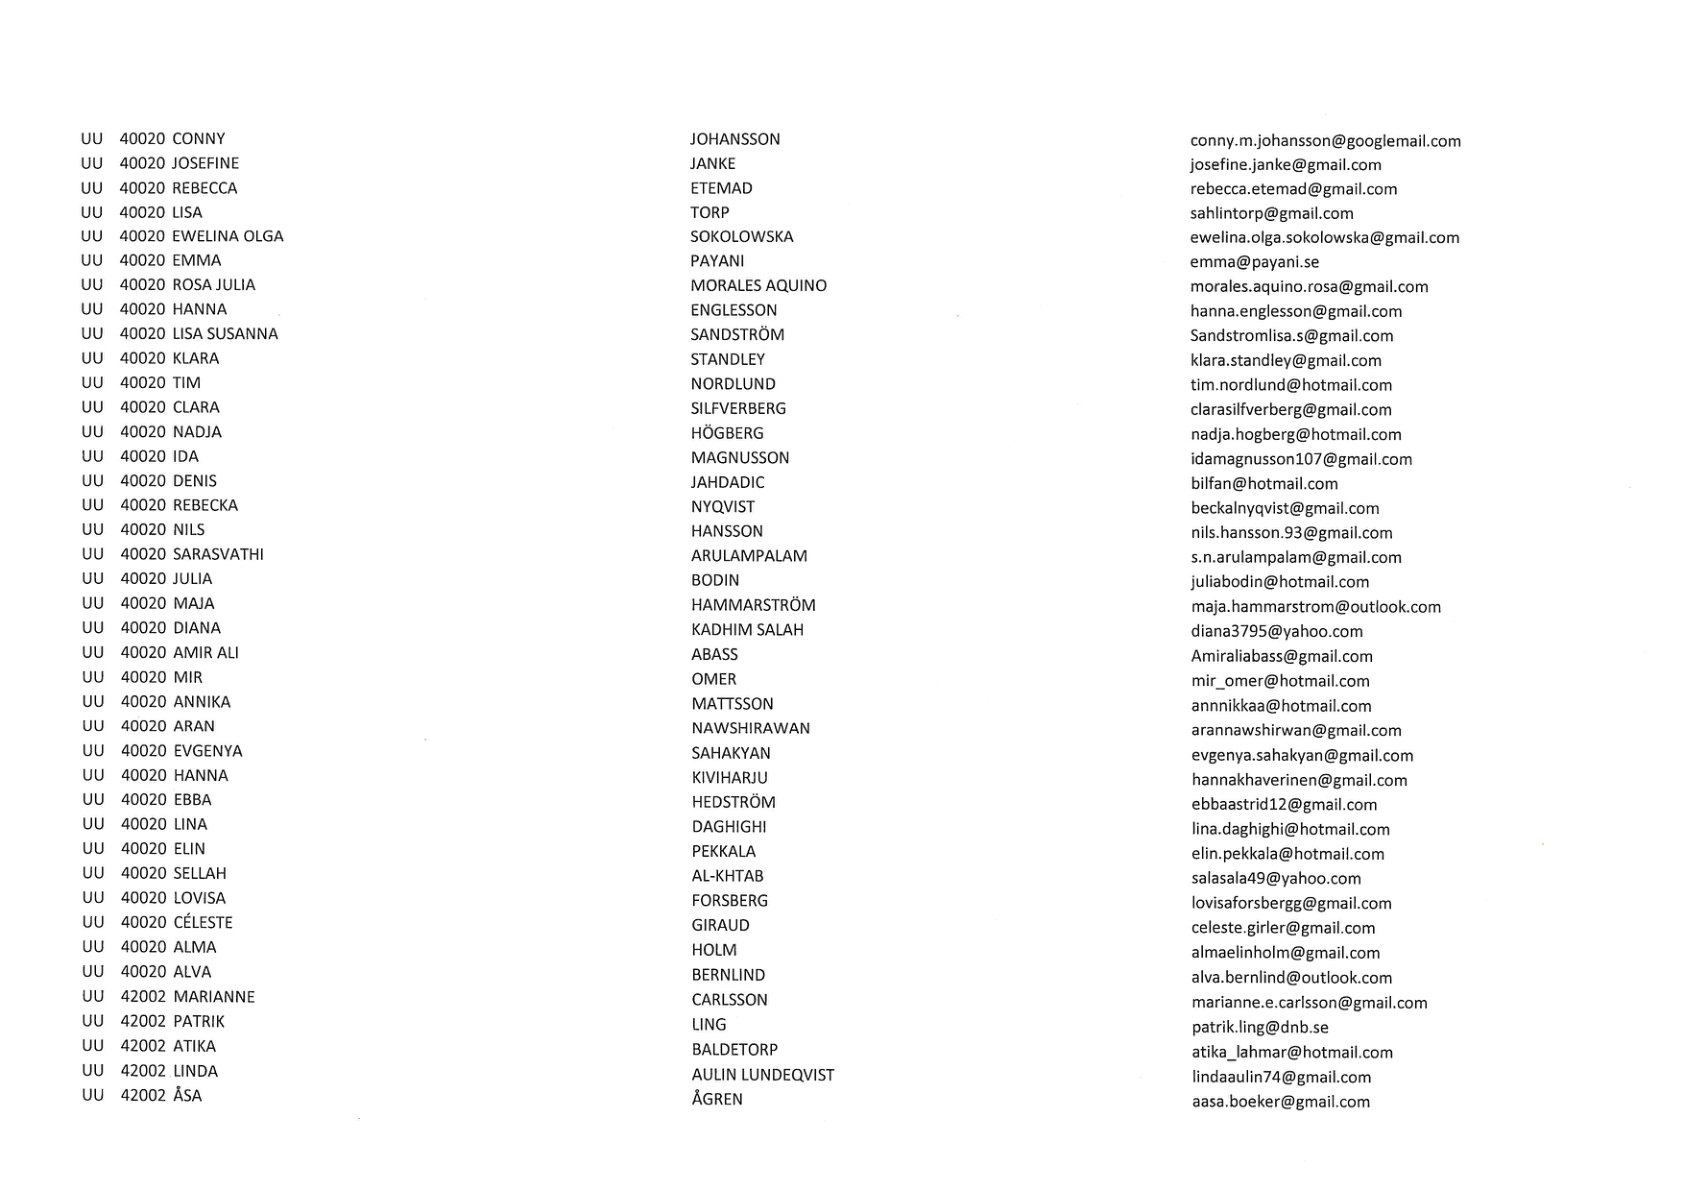 UU 40020 CONNY JOHANSSON conny.m.johansson@googlemail.com
UU 40020 JOSEFINE JANKE josefine.janke@gmail.com
UU 40020 REBECCA ETEMAD rebecca.etemad@gmail.com
UU 40020 LISA TORP sahlintorp@gmail.com
UU 40020 EWELINA OLGA SOKOLOWSKA ewelina.olga.sokolowska@gmail.com
UU 40020 EMMA PAYANI emma@payani.se
UU 40020 ROSA JULIA MORALES AQUINO morales.aquino.rosa@gmail.com
UU 40020 HANNA ENGLESSON hanna.englesson@gmail.com
UU 40020 LISA SUSANNA SANDSTRÖM Sandstromlisa.s@gmail.com
UU 40020 KLARA STANDLEY klara.standley@gmail.com
UU 40020 TIM NORDLUND tim.nordlund@hotmail.com
UU 40020 CLARA SILFVERBERG clarasilfverberg@gmail.com
UU 40020 NADJA HÖGBERG nadja.hogberg@hotmail.com
UU 40020 IDA MAGNUSSON idamagnusson107@gmail.com
UU 40020 DENIS JAHDADIC bilfan@hotmail.com
UU 40020 REBECKA NYQVIST beckalnyqvist@gmail.com
UU 40020 NILS HANSSON nils.hansson.93@gmail.com
UU 40020 SARASVATHI ARULAMPALAM s.n.arulampalam@gmail.com
UU 40020 JULIA BODIN juliabodin@hotmail.com
UU 40020 MAJA HAMMARSTRÖM maja.hammarstrom@outlook.com
UU 40020 DIANA KADHIM SALAH diana3795@yahoo.com
UU 40020 AMIR ALI ABASS Amiraliabass@gmail.com
UU 40020 MIR OMER mir_omer@hotmail.com
UU 40020 ANNIKA MATTSSON annnikkaa@hotmail.com
UU 40020 ARAN NAWSHIRAWAN arannawshirwan@gmail.com
UU 40020 EVGENYA SAHAKYAN evgenya.sahakyan@gmail.com
UU 40020 HANNA KIVIHARJU hannakhaverinen@gmail.com
UU 40020 EBBA HEDSTRÖM ebbaastrid12@gmail.com
UU 40020 LINA DAGHIGHI lina.daghighi@hotmail.com
UU 40020 ELIN PEKKALA elin.pekkala@hotmail.com
UU 40020 SELLAH AL-KHTAB salasala49@yahoo.com
UU 40020 LOVISA FORSBERG lovisaforsbergg@gmail.com
UU 40020 CÉLESTE GIRAUD celeste.girler@gmail.com
UU 40020 ALMA HOLM almaelinholm@gmail.com
UU 40020 ALVA BERNLIND alva.bernlind@outlook.com
UU 42002 MARIANNE CARLSSON marianne.e.carlsson@gmail.com
UU 42002 PATRIK LING patrik.ling@dnb.se
UU 42002 ATIKA BALDETORP atika_lahmar@hotmail.com
UU 42002 LINDA AULIN LUNDEQVIST lindaaulin74@gmail.com
UU 42002 ÅSA ÅGREN aasa.boeker@gmail.com